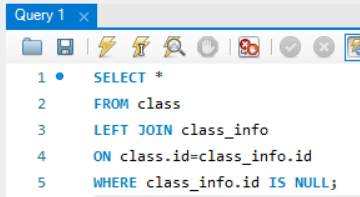 Query 1
1 SELECT *
2 FROM class
3 LEFT JOIN class_info
4 ON class.id=class_info.id
5 WHERE class_info.id IS NULL;